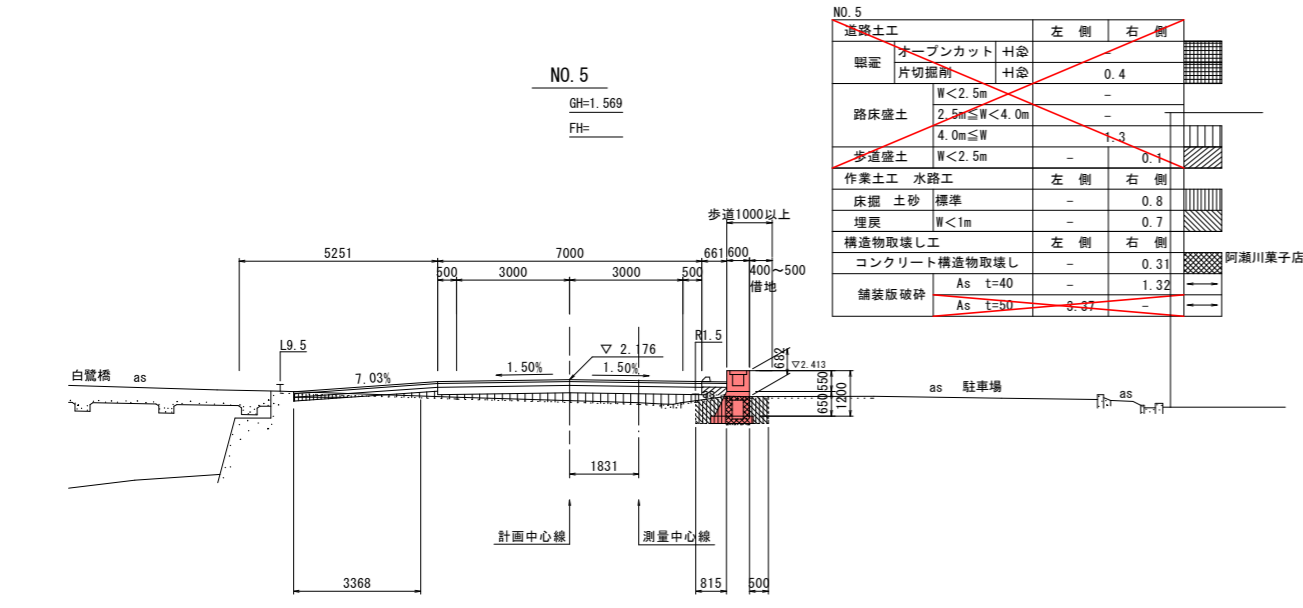 NO.5
GH=1.569
FH=
NO.5
道路土工 左 側 右 側
オープンカット －
片切掘削 0.4
路床盛土 W＜2.5m －
2.5m≦W＜4.0m －
4.0m≦W 1.3
歩道盛土 W＜2.5m － 0.1
作業土工 水路工 左 側 右 側
床掘 土砂 標準 － 0.8
埋戻 W＜1m － 0.7
構造物取壊し工 左 側 右 側
コンクリート構造物取壊し － 0.31
阿瀬川菓子店
舗装版破砕 As t=40 － 1.32
As t=50 3.37 －
歩道1000以上
5251 7000 661 600
500 3000 3000 500 400～500
借地
L9.5 ▽ 2.176 R1.5 682
▽2.413
白鷺橋 as 7.03% 1.50% 1.50%
550
650
1200
as 駐車場 as
1831
計画中心線 測量中心線
3368 815 500